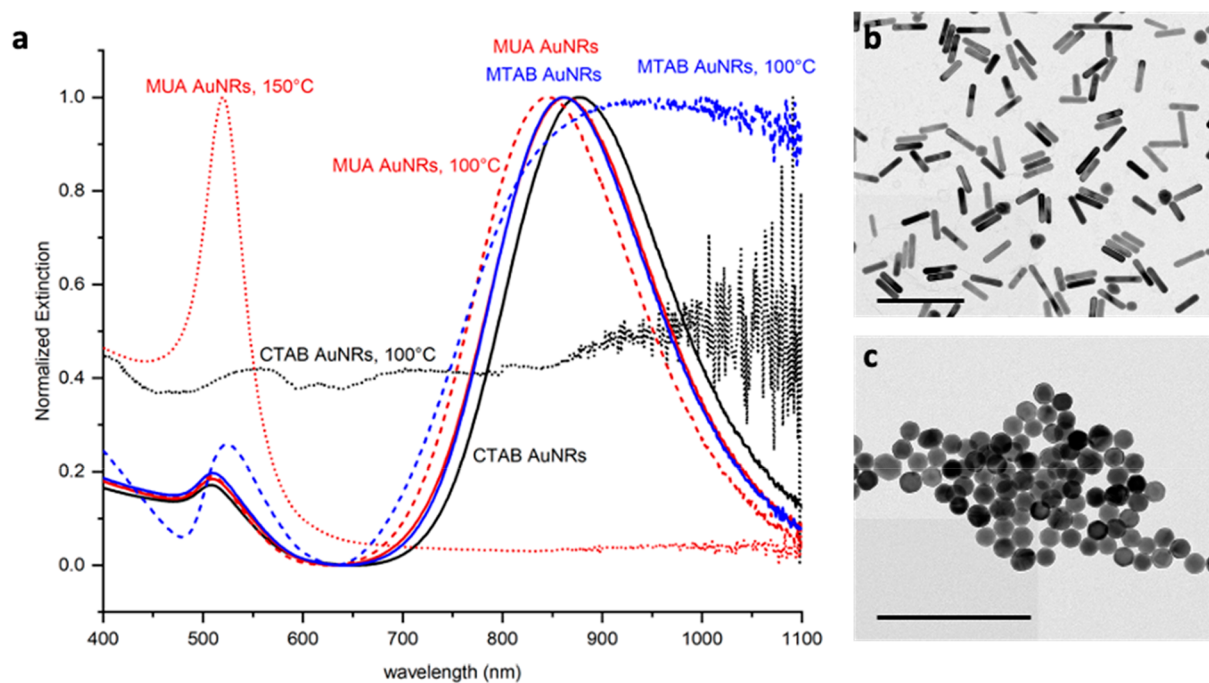 a
MUA AuNRs
MTAB AuNRs
MTAB AuNRs, 100°C
MUA AuNRs, 150°C
MUA AuNRs, 100°C
CTAB AuNRs, 100°C
CTAB AuNRs
Normalized Extinction
1.0
0.8
0.6
0.4
0.2
0.0
400 500 600 700 800 900 1000 1100
wavelength (nm)
b
c